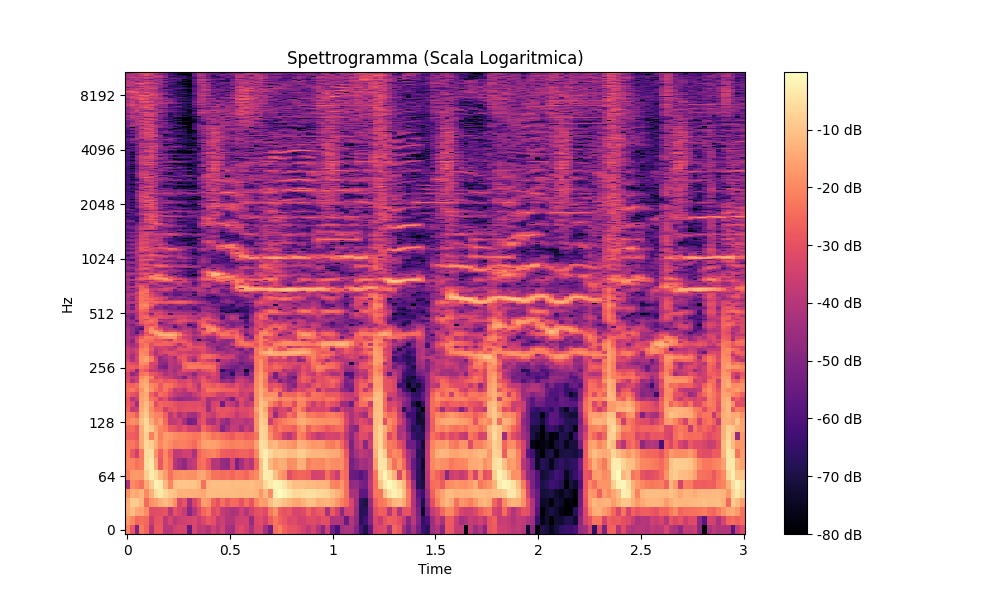 Spettrogramma (Scala Logaritmica)
8192
4096
2048
1024
512
256
128
64
0
Hz
0 0.5 1 1.5 2 2.5 3
Time
-10 dB
-20 dB
-30 dB
-40 dB
-50 dB
-60 dB
-70 dB
-80 dB